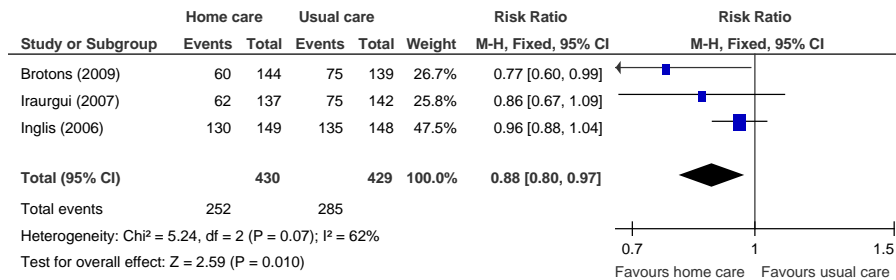 Home care Usual care Risk Ratio Risk Ratio
Study or Subgroup Events Total Events Total Weight M-H, Fixed, 95% CI M-H, Fixed, 95% CI
Brotons (2009) 60 144 75 139 26.7% 0.77 [0.60, 0.99]
Iraurgui (2007) 62 137 75 142 25.8% 0.86 [0.67, 1.09]
Inglis (2006) 130 149 135 148 47.5% 0.96 [0.88, 1.04]
Total (95% CI) 430 429 100.0% 0.88 [0.80, 0.97]
Total events 252 285
Heterogeneity: Chi² = 5.24, df = 2 (P = 0.07); I² = 62%
Test for overall effect: Z = 2.59 (P = 0.010)
0.7 1 1.5
Favours home care Favours usual care